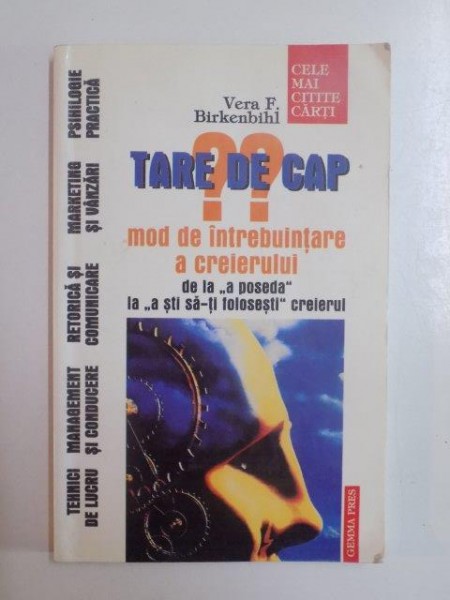 CELE
MAI
CITITE
CĂRȚI
Vera F.
Birkenbihl
??
TARE DE CAP
mod de întrebuințare
a creierului
de la „a poseda“
la „a ști să-ți folosești“ creierul
PSIHOLOGIE
PRACTICĂ
MARKETING
ȘI VÂNZĂRI
RETORICĂ ȘI
COMUNICARE
MANAGEMENT
ȘI CONDUCERE
TEHNICI
DE LUCRU
GEMMA PRES